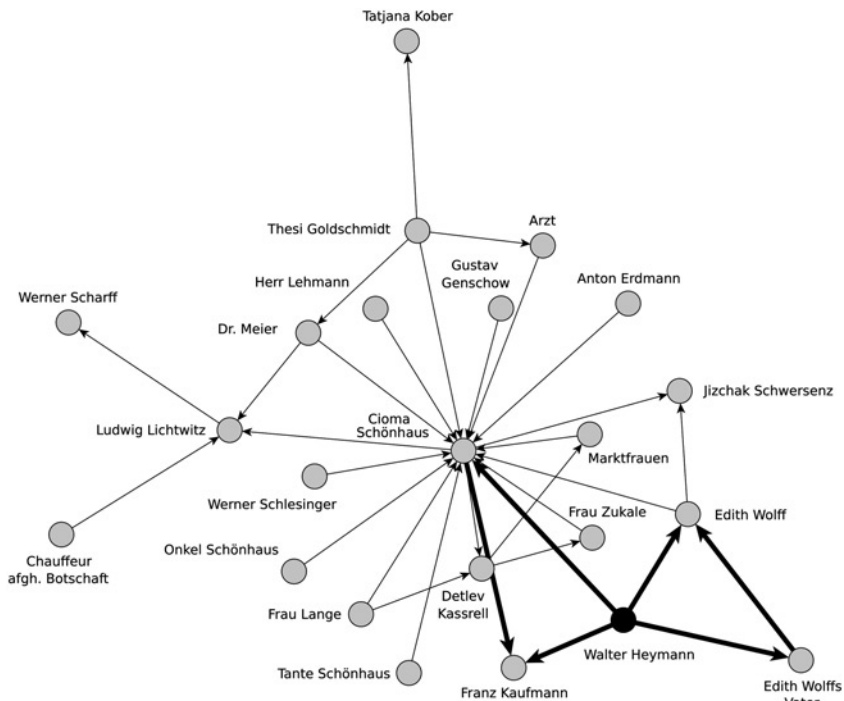 Tatjana Kober
Thesi Goldschmidt
Arzt
Herr Lehmann
Gustav
Genschow
Anton Erdmann
Werner Scharff
Dr. Meier
Jizchak Schwersenz
Ludwig Lichtwitz
Cioma
Schönhaus
Marktfrauen
Werner Schlesinger
Frau Zukale
Edith Wolff
Onkel Schönhaus
Chauffeur
afgh. Botschaft
Detlev
Kassrell
Frau Lange
Walter Heymann
Tante Schönhaus
Franz Kaufmann
Edith Wolffs
Vater